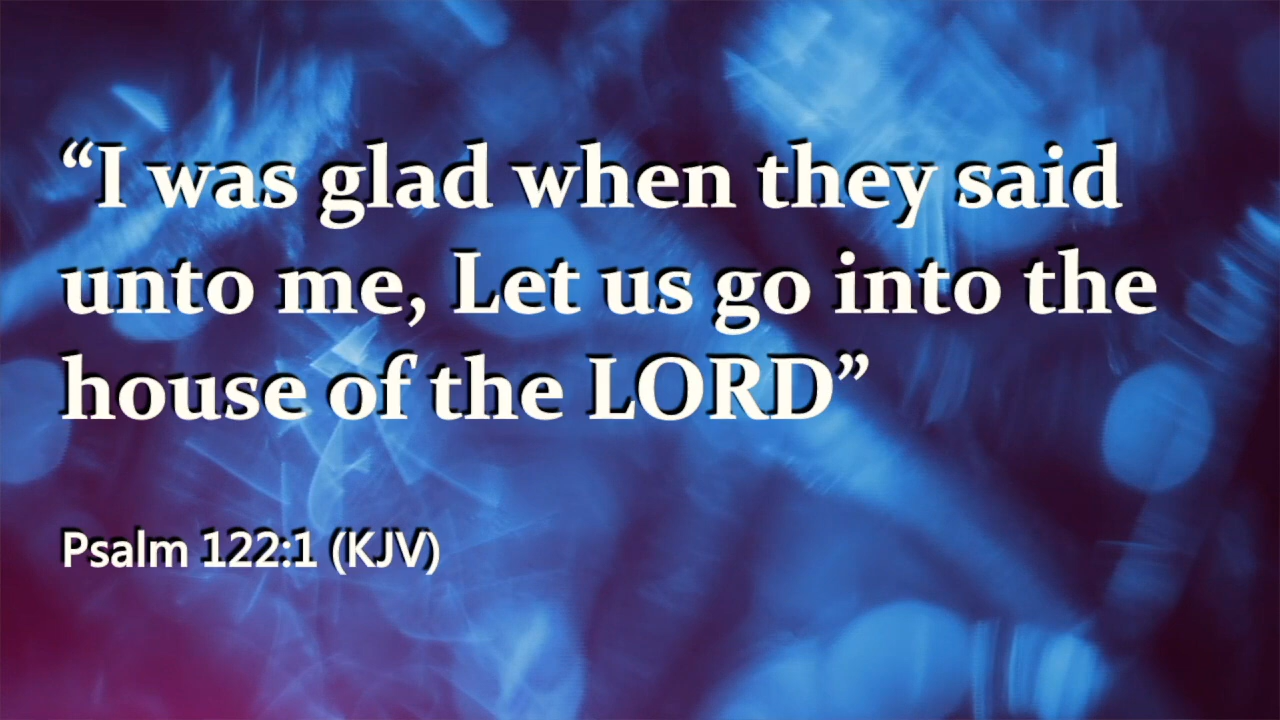 “I was glad when they said
unto me, Let us go into the
house of the LORD”
Psalm 122:1 (KJV)